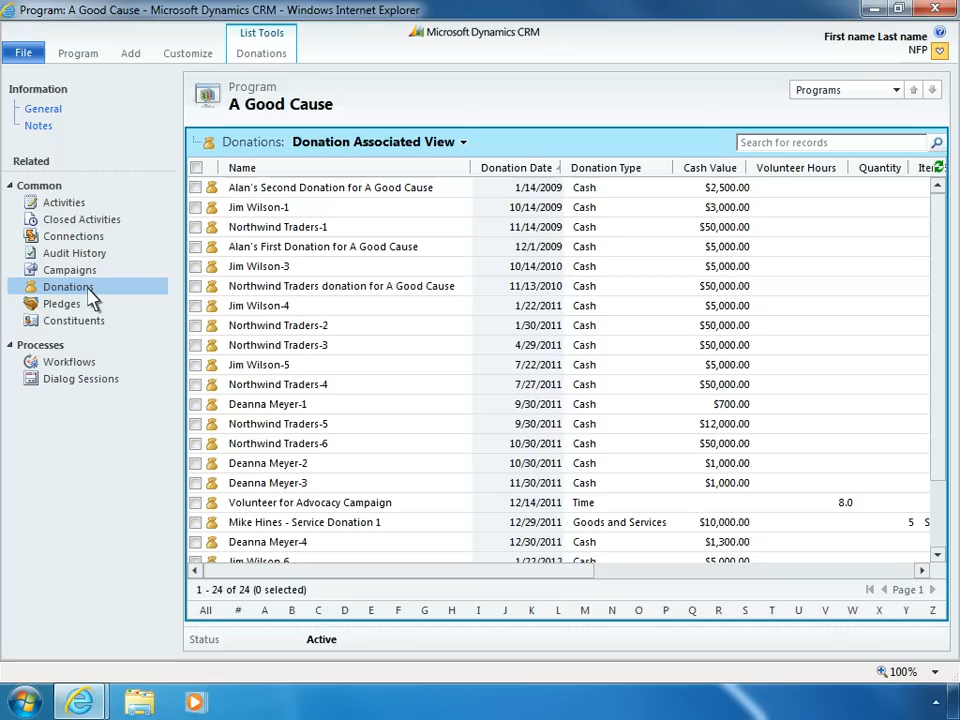 Program: A Good Cause - Microsoft Dynamics CRM - Windows Internet Explorer
List Tools
Microsoft Dynamics CRM
First name Last name
NFP
File
Program
Add
Customize
Donations
Information
General
Notes
Related
Common
Activities
Closed Activities
Connections
Audit History
Campaigns
Donations
Pledges
Constituents
Processes
Workflows
Dialog Sessions
Program
A Good Cause
Programs
Donations: Donation Associated View
Search for records
Name Donation Date Donation Type Cash Value Volunteer Hours Quantity
Alan's Second Donation for A Good Cause 1/14/2009 Cash $2,500.00
Jim Wilson-1 10/14/2009 Cash $3,000.00
Northwind Traders-1 11/14/2009 Cash $50,000.00
Alan's First Donation for A Good Cause 12/1/2009 Cash $5,000.00
Jim Wilson-3 10/14/2010 Cash $5,000.00
Northwind Traders donation for A Good Cause 11/13/2010 Cash $50,000.00
Jim Wilson-4 1/22/2011 Cash $5,000.00
Northwind Traders-2 1/30/2011 Cash $50,000.00
Northwind Traders-3 4/29/2011 Cash $50,000.00
Jim Wilson-5 7/22/2011 Cash $5,000.00
Northwind Traders-4 7/27/2011 Cash $50,000.00
Deanna Meyer-1 9/30/2011 Cash $700.00
Northwind Traders-5 9/30/2011 Cash $12,000.00
Northwind Traders-6 10/30/2011 Cash $50,000.00
Deanna Meyer-2 10/30/2011 Cash $1,000.00
Deanna Meyer-3 11/30/2011 Cash $1,000.00
Volunteer for Advocacy Campaign 12/14/2011 Time 8.0
Mike Hines - Service Donation 1 12/29/2011 Goods and Services $10,000.00 5 S
Deanna Meyer-4 12/30/2011 Cash $1,300.00
Jim Wilson-6 1/22/2012 Cash $5,000.00
1 - 24 of 24 (0 selected)
Page 1
All # A B C D E F G H I J K L M N O P Q R S T U V W X Y Z
Status Active
100%